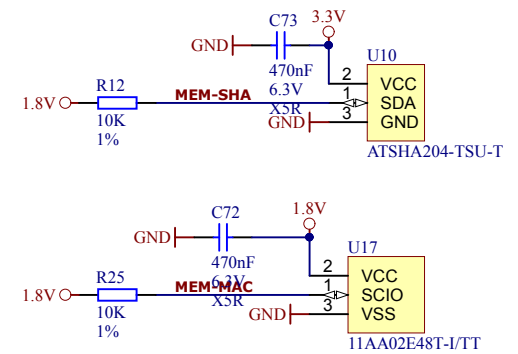 C73
3.3V
GND
U10
470nF
6.3V
X5R
R12
1.8V
MEM-SHA
10K
1%
2
VCC
1
SDA
3
GND
GND
ATSHA204-TSU-T
C72
1.8V
GND
U17
470nF
6.3V
X5R
R25
1.8V
MEM-MAC
10K
1%
2
VCC
1
SCIO
3
VSS
GND
11AA02E48T-I/TT